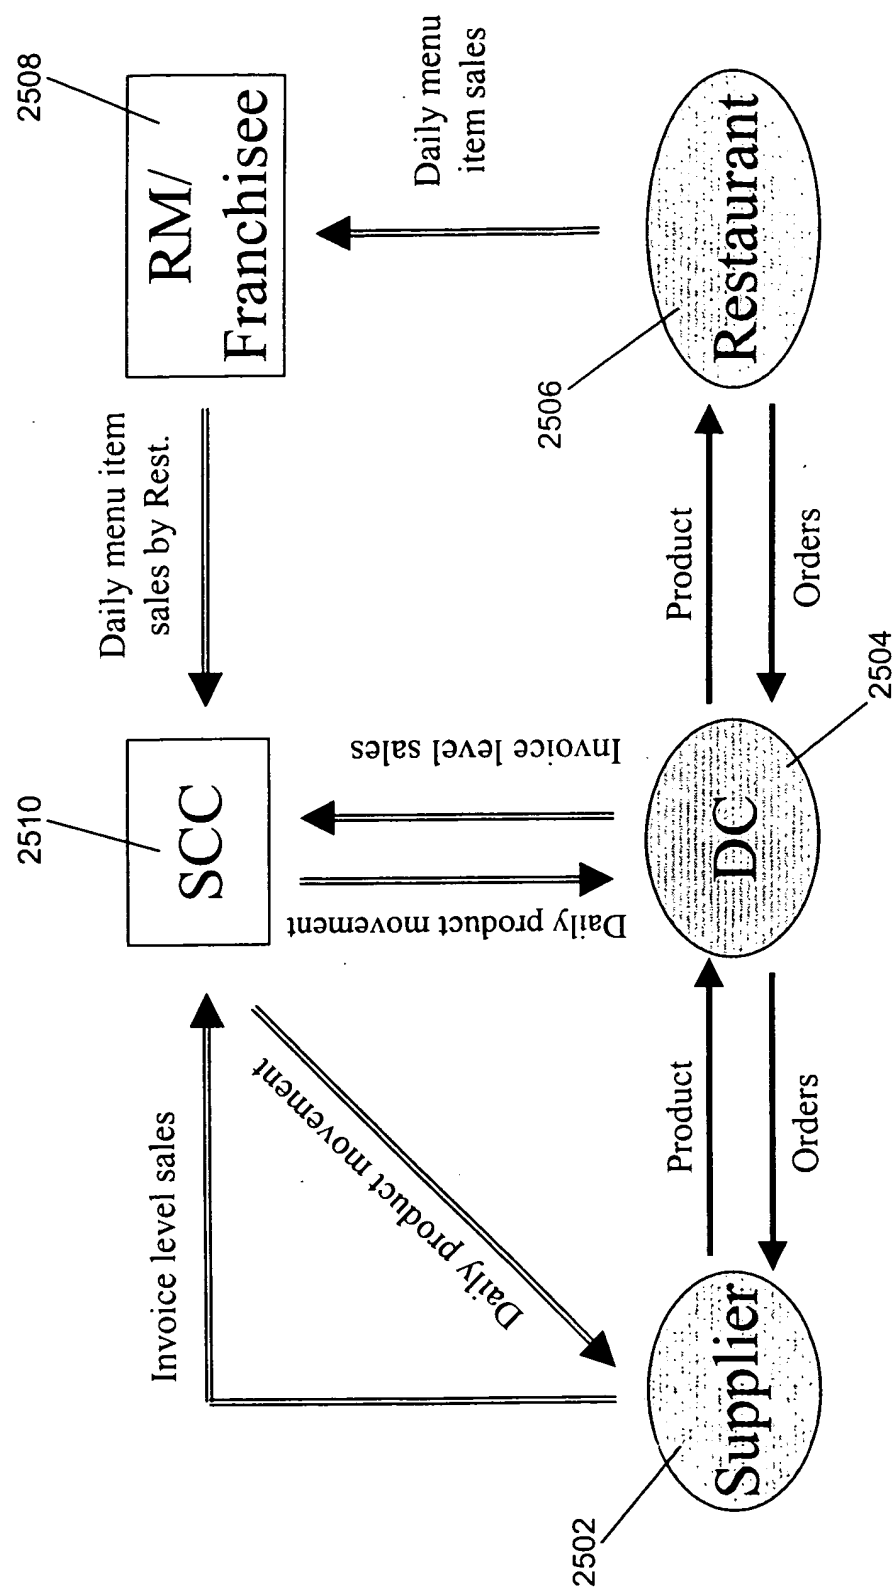 2510
2508
SCC
RM/
Franchisee
Daily menu item
sales by Rest.
Invoice level sales
Daily product movement
Daily product movement
Invoice level sales
Daily menu
item sales
2502
2506
Supplier
DC
Restaurant
Product
Product
Orders
Orders
2504